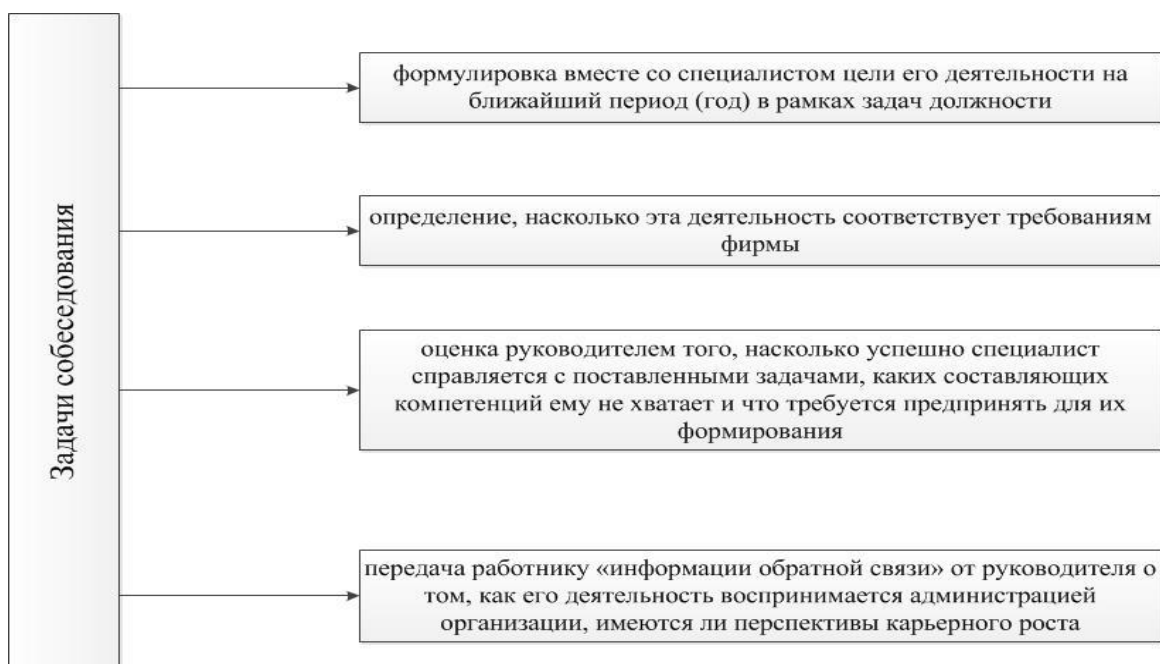 Задачи собеседования
формулировка вместе со специалистом цели его деятельности на
ближайший период (год) в рамках задач должности
определение, насколько эта деятельность соответствует требованиям
фирмы
оценка руководителем того, насколько успешно специалист
справляется с поставленными задачами, каких составляющих
компетенций ему не хватает и что требуется предпринять для их
формирования
передача работнику «информации обратной связи» от руководителя о
том, как его деятельность воспринимается администрацией
организации, имеются ли перспективы карьерного роста